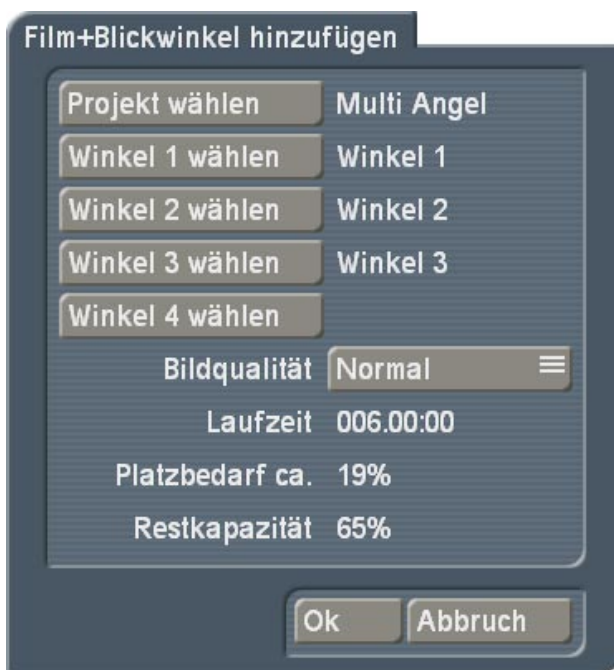 Film+Blickwinkel hinzufügen
Projekt wählen Multi Angel
Winkel 1 wählen Winkel 1
Winkel 2 wählen Winkel 2
Winkel 3 wählen Winkel 3
Winkel 4 wählen
Bildqualität Normal
Laufzeit 006.00:00
Platzbedarf ca. 19%
Restkapazität 65%
Ok Abbruch